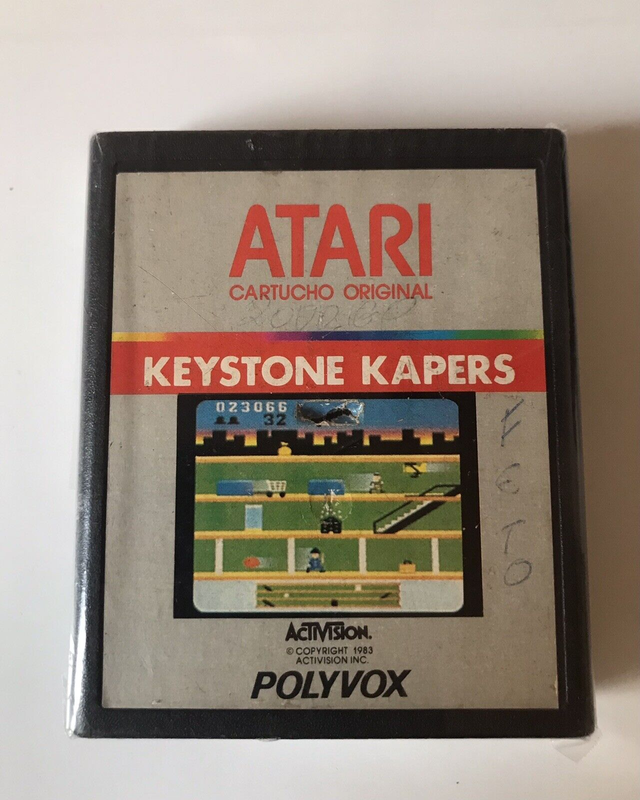 ATARI
CARTUCHO ORIGINAL
KEYSTONE KAPERS
023066
32
ACTIVISION.
© COPYRIGHT 1983
ACTIVISION INC.
POLYVOX